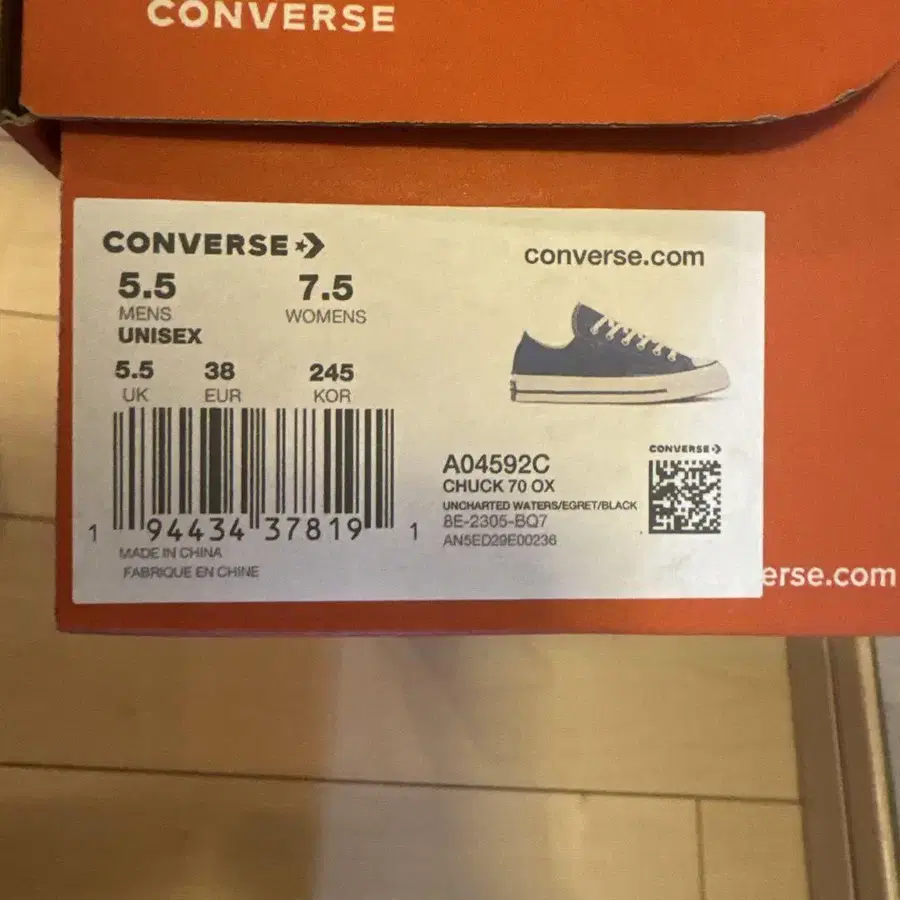 CONVERSE
CONVERSE
converse.com
5.5 7.5
MENS WOMENS
UNISEX
5.5 38 245
UK EUR KOR
1 94434 37819 1
MADE IN CHINA
FABRIQUE EN CHINE
A04592C
CHUCK 70 OX
UNCHARTED WATERS/EGRET/BLACK
8E-2305-BQ7
AN5ED29E00236
CONVERSE
erse.com